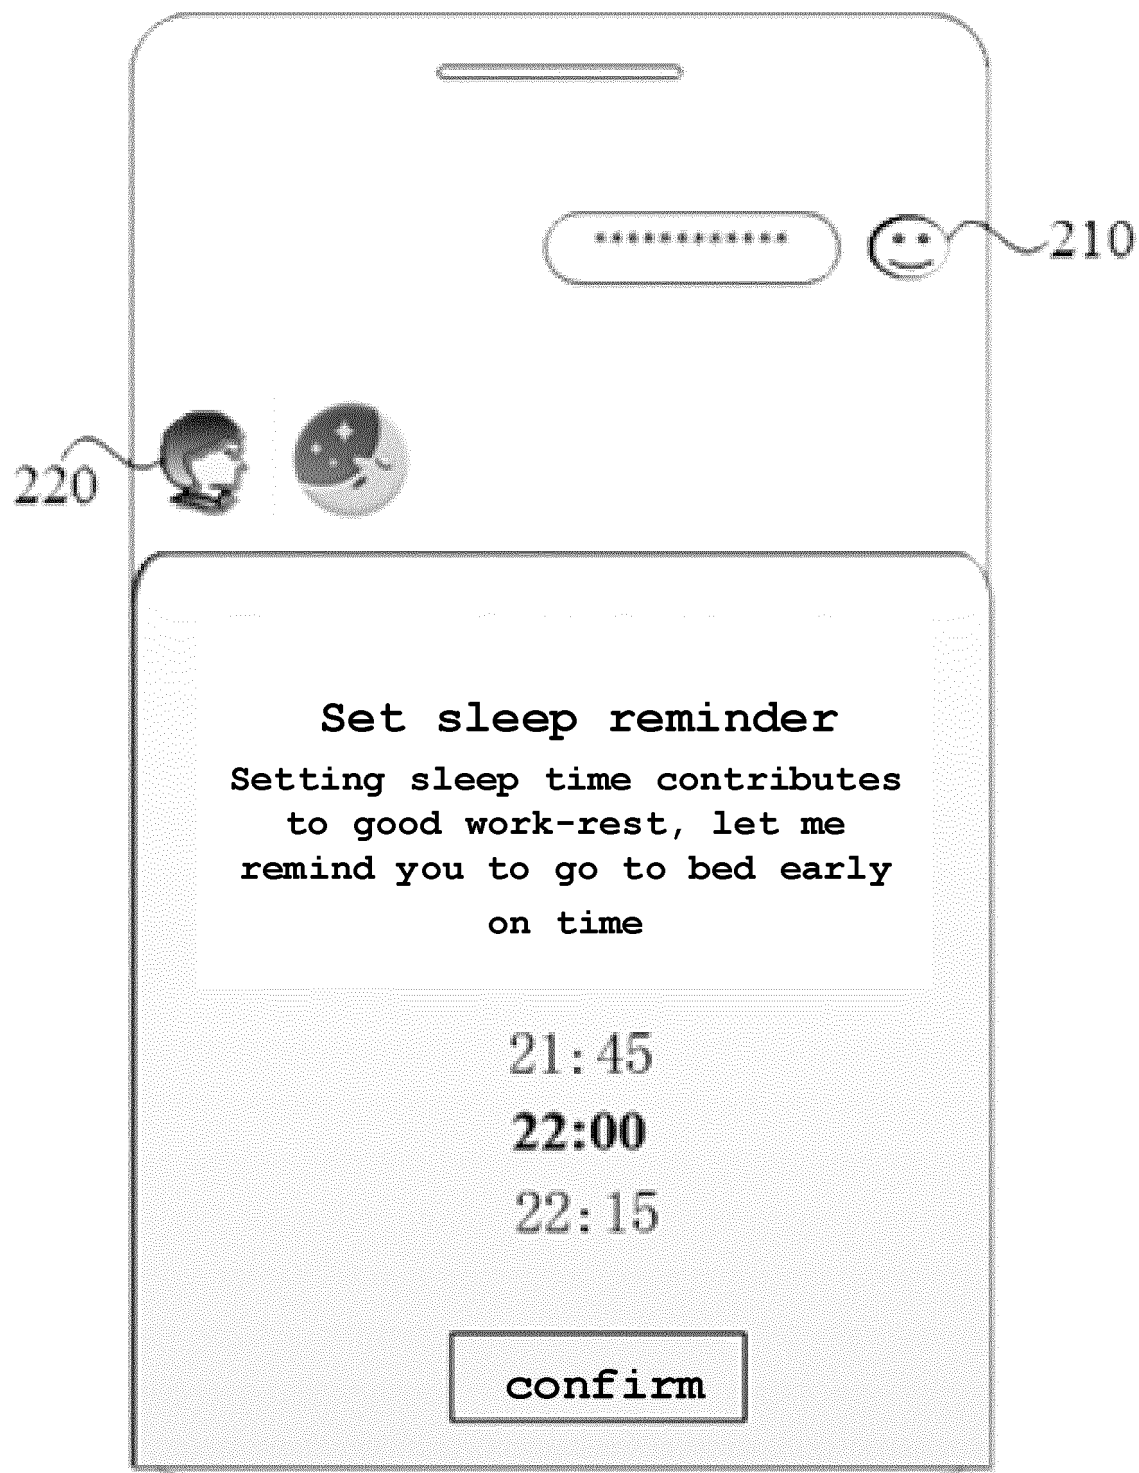 210
220
Set sleep reminder
Setting sleep time contributes
to good work-rest, let me
remind you to go to bed early
on time
21:45
22:00
22:15
confirm